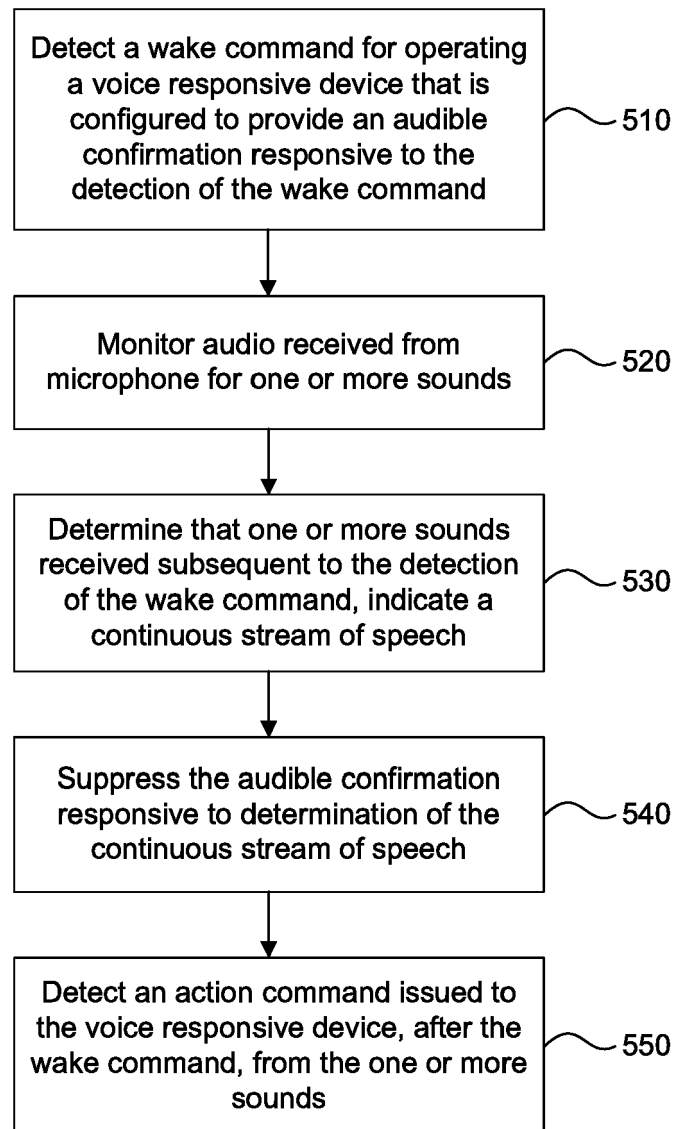 Detect a wake command for operating
a voice responsive device that is
configured to provide an audible
confirmation responsive to the
detection of the wake command
510
Monitor audio received from
microphone for one or more sounds
520
Determine that one or more sounds
received subsequent to the detection
of the wake command, indicate a
continuous stream of speech
530
Suppress the audible confirmation
responsive to determination of the
continuous stream of speech
540
Detect an action command issued to
the voice responsive device, after the
wake command, from the one or more
sounds
550